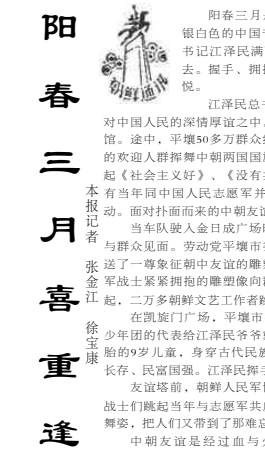 阳春三月喜重逢
本报记者 张金江 徐宝康
朝鲜通讯
阳春三月
银白色的中国
书记江泽民满
去。握手、拥
悦。
江泽民总
对中国人民的深情厚谊之中
馆。途中，平壤50多万群众
的欢迎人群挥舞中朝两国国
起《社会主义好》、《没有
有当年同中国人民志愿军并
动。面对扑面而来的中朝友
当车队驶入金日成广场
与群众见面。劳动党平壤市
送了一尊象征朝中友谊的雕
军战士紧紧拥抱的雕塑像向
起，二万多朝鲜文艺工作者
在凯旋门广场，平壤市
少年团的代表给江泽民爷爷
胎的9岁儿童，身穿古代民
长存、民富国强。江泽民挥
友谊塔前，朝鲜人民军
战士们跳起当年与志愿军共
舞姿，把人们又带到了那难
中朝友谊是经过血与